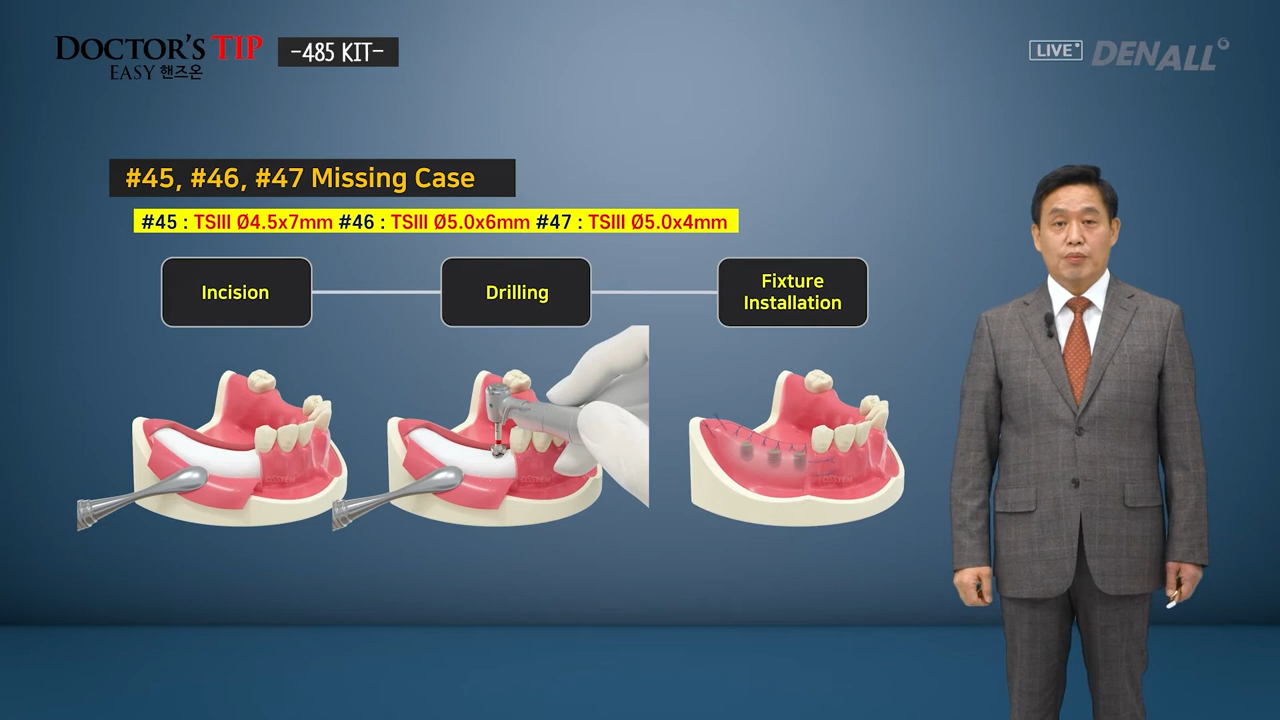 DOCTOR'S TIP
EASY 핸즈온
-485 KIT-
LIVE
DENALL
#45, #46, #47 Missing Case
#45 : TSIII Ø4.5x7mm #46 : TSIII Ø5.0x6mm #47 : TSIII Ø5.0x4mm
Incision
Drilling
Fixture
Installation